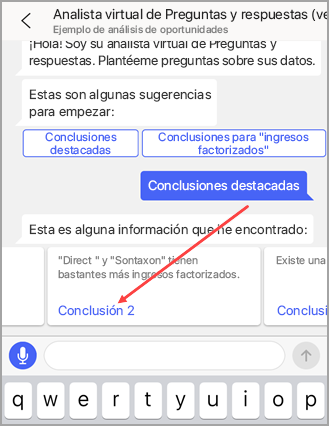 Analista virtual de Preguntas y respuestas (ve
Ejemplo de análisis de oportunidades
¡Hola! Soy su analista virtual de Preguntas y
respuestas. Plantéeme preguntas sobre sus datos.
Estas son algunas sugerencias
para empezar:
Conclusiones
destacadas
Conclusiones para "ingresos
factorizados"
Conclusiones destacadas
Esta es alguna información que he encontrado:
"Direct " y "Sontaxon" tienen
bastantes más ingresos factorizados.
Conclusión 2
Existe una
Conclusi
q w e r t y u i o p